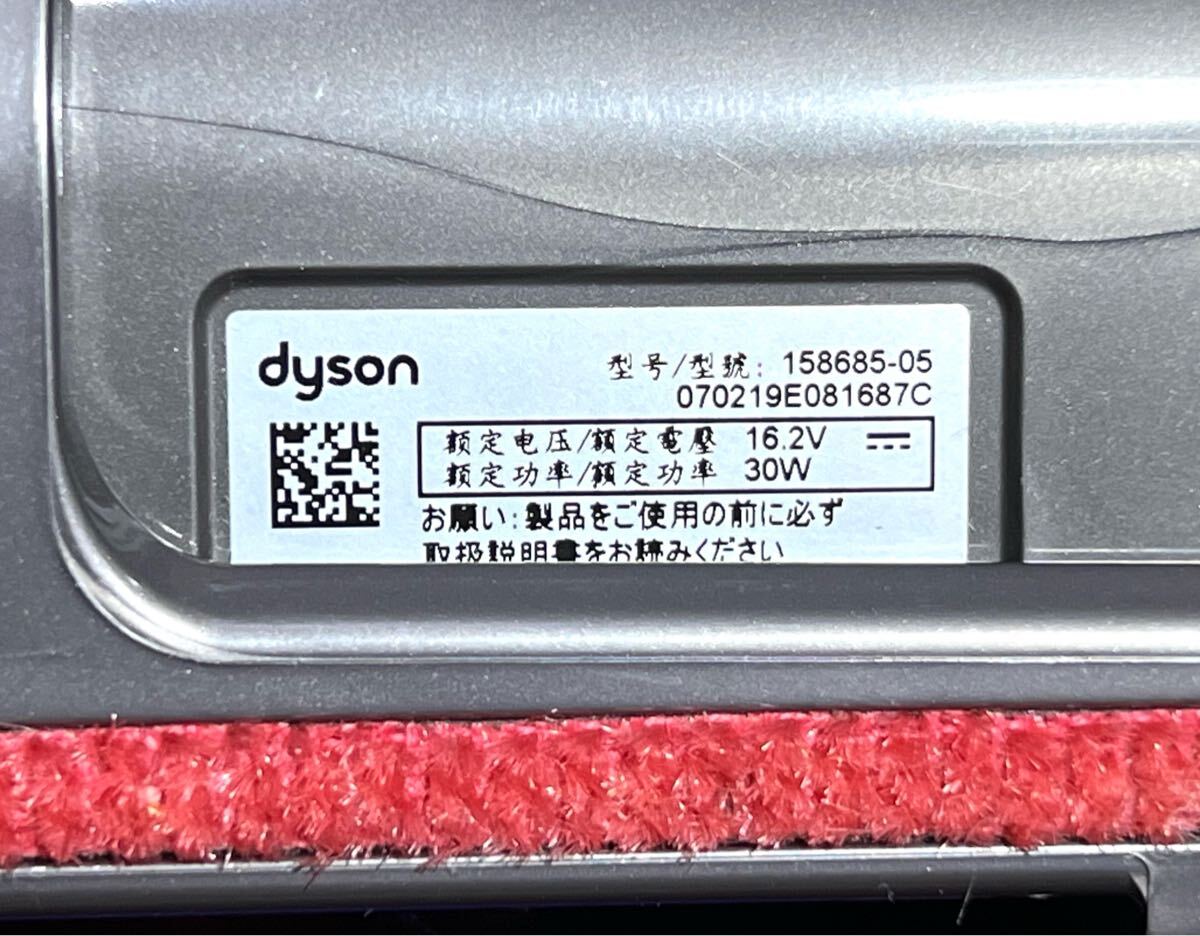 dyson
型号/型號: 158685-05
070219E081687C
额定电压/額定電壓 16.2V
额定功率/額定功率 30W
お願い:製品をご使用の前に必ず
取扱説明書をお読みください